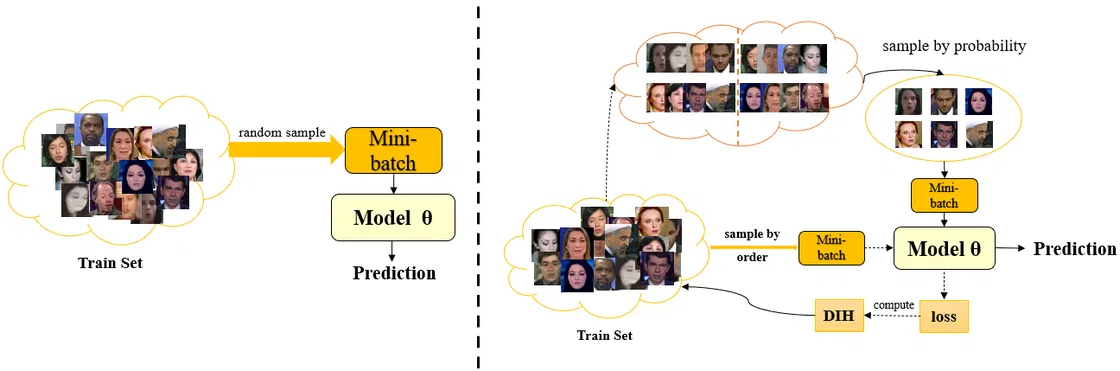 random sample
Mini-
batch
Model θ
Prediction
Train Set
sample by probability
Mini-
batch
sample by
order
Mini-
batch
Model θ
Prediction
compute
DIH
loss
Train Set